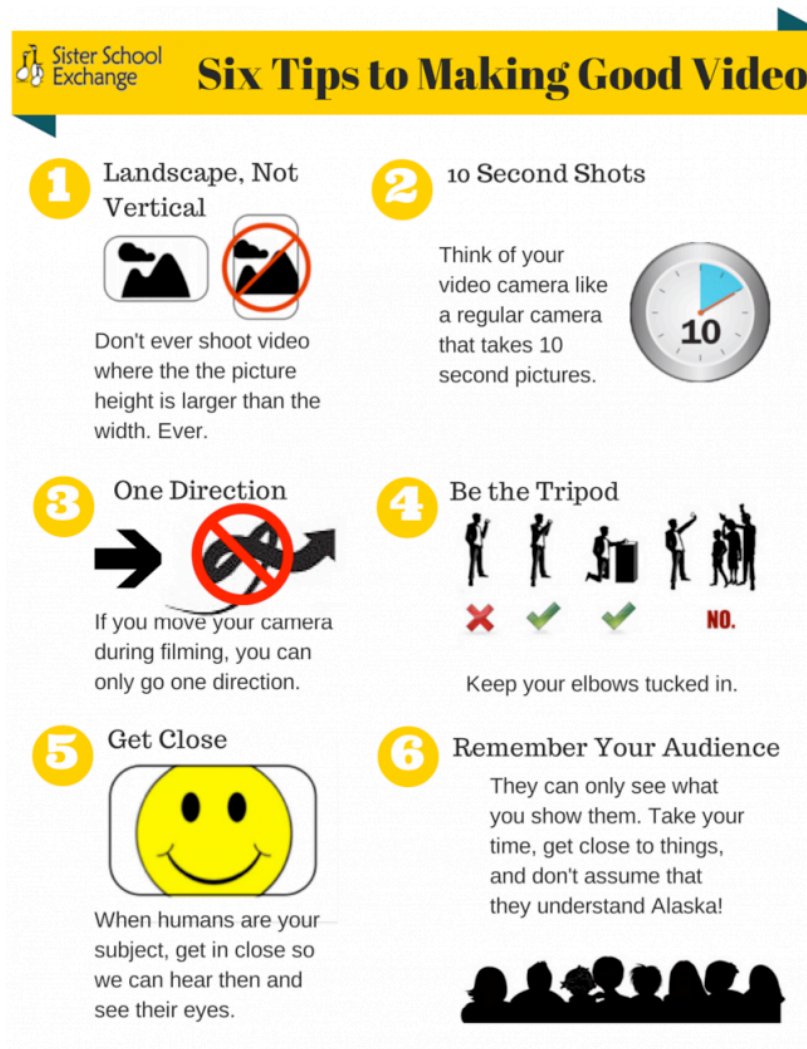 Sister School
Exchange
Six Tips to Making Good Video
1
Landscape, Not
Vertical
Don't ever shoot video
where the the picture
height is larger than the
width. Ever.
2
10 Second Shots
Think of your
video camera like
a regular camera
that takes 10
second pictures.
10
3
One Direction
If you move your camera
during filming, you can
only go one direction.
4
Be the Tripod
NO.
Keep your elbows tucked in.
5
Get Close
When humans are your
subject, get in close so
we can hear then and
see their eyes.
6
Remember Your Audience
They can only see what
you show them. Take your
time, get close to things,
and don't assume that
they understand Alaska!